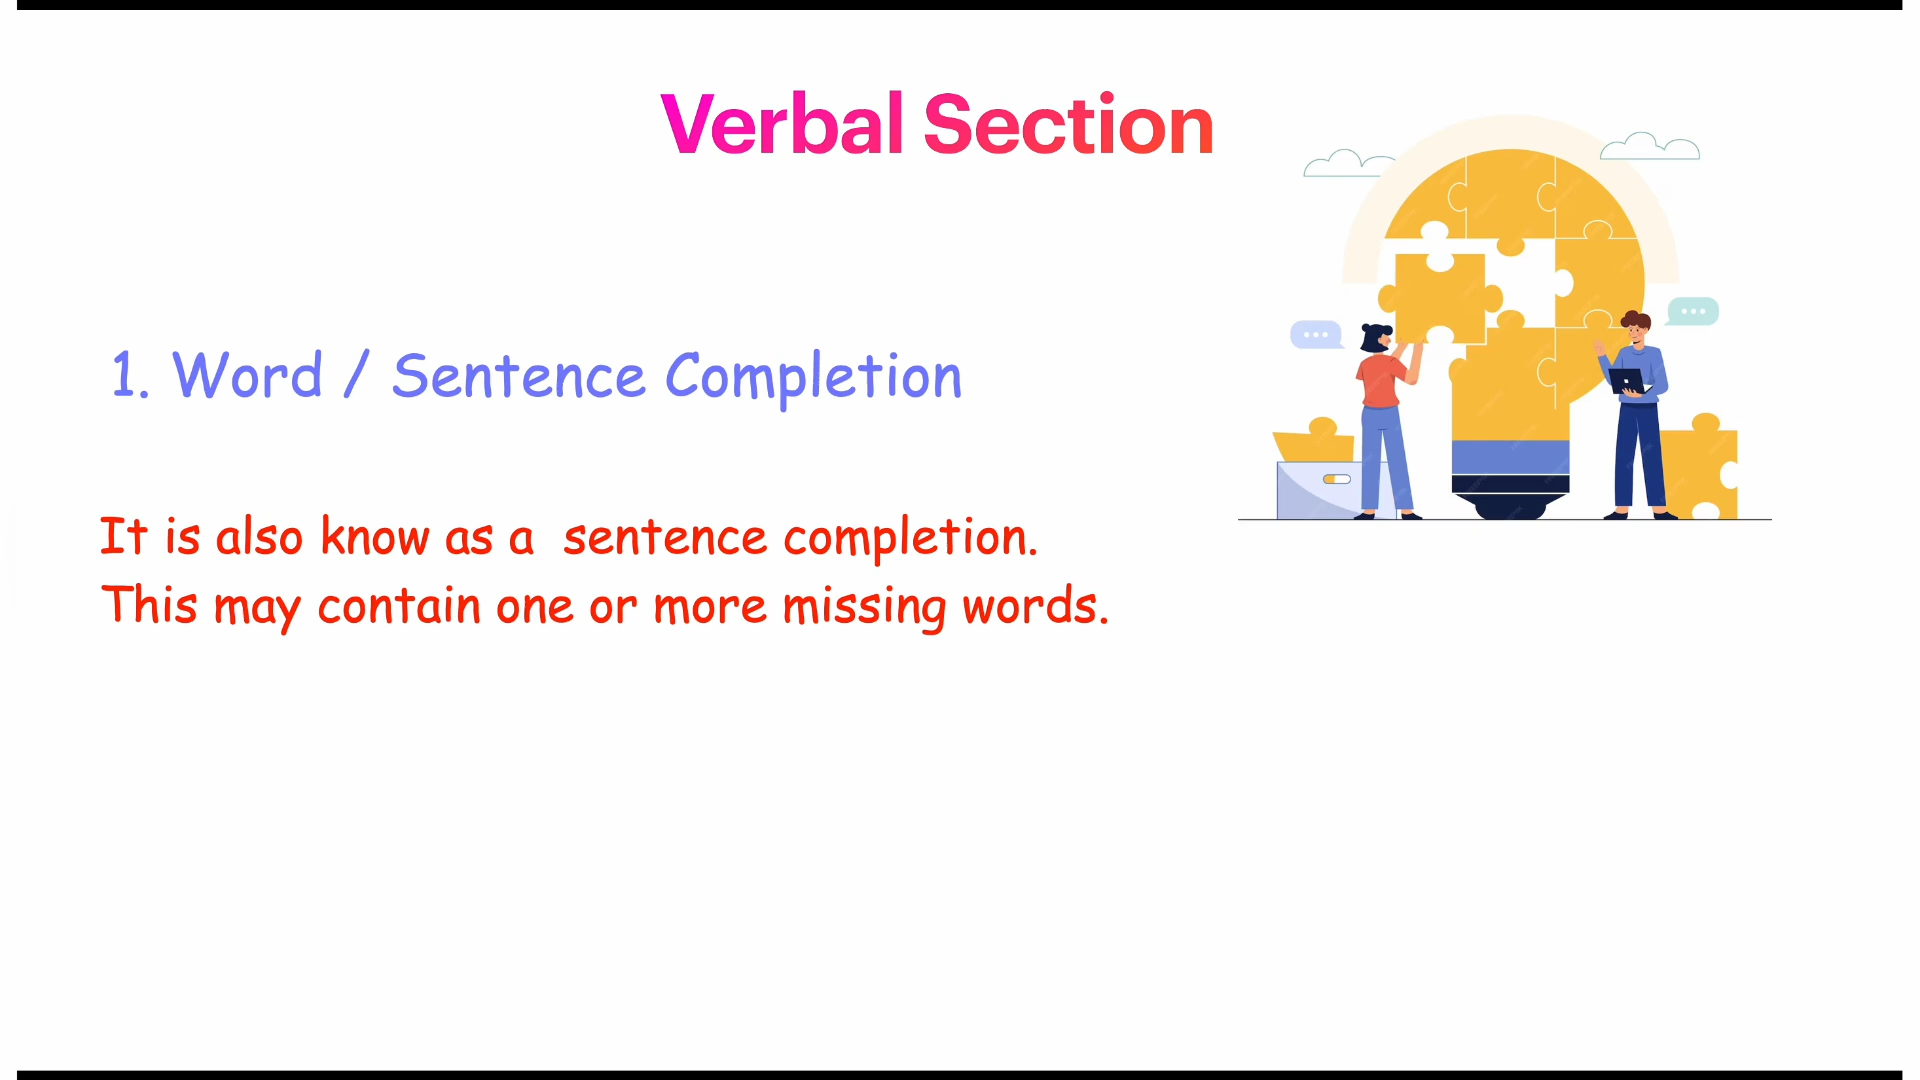 Verbal Section
1. Word / Sentence Completion
It is also know as a  sentence completion.
This may contain one or more missing words.